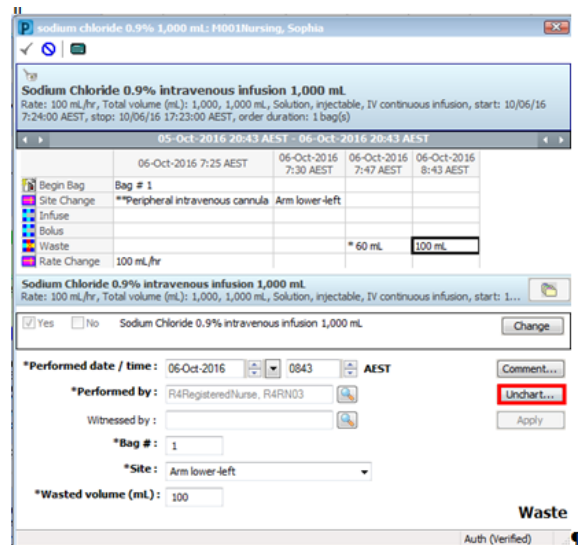 sodium chloride 0.9% 1,000 mL: M001Nursing, Sophia
Sodium Chloride 0.9% intravenous infusion 1,000 mL
Rate: 100 mL/hr, Total volume (mL): 1,000, 1,000 mL, Solution, injectable, IV continuous infusion, start: 10/06/16
7:24:00 AEST, stop: 10/06/16 17:23:00 AEST, order duration: 1 bag(s)
05-Oct-2016 20:43 AEST - 06-Oct-2016 20:43 AEST
06-Oct-2016 7:25 AEST 06-Oct-2016 7:30 AEST 06-Oct-2016 7:47 AEST 06-Oct-2016 8:43 AEST
Begin Bag Bag # 1
Site Change **Peripheral intravenous cannula Arm lower-left
Infuse
Bolus
Waste * 60 mL 100 mL
Rate Change 100 mL/hr
Sodium Chloride 0.9% intravenous infusion 1,000 mL
Rate: 100 mL/hr, Total volume (mL): 1,000, 1,000 mL, Solution, injectable, IV continuous infusion, start: 1...
Yes No Sodium Chloride 0.9% intravenous infusion 1,000 mL Change
*Performed date / time : 06-Oct-2016 0843 AEST Comment...
*Performed by : R4RegisteredNurse, R4RN03 Unchart...
Witnessed by : Apply
*Bag # : 1
*Site : Arm lower-left
*Wasted volume (mL) : 100
Waste
Auth (Verified)